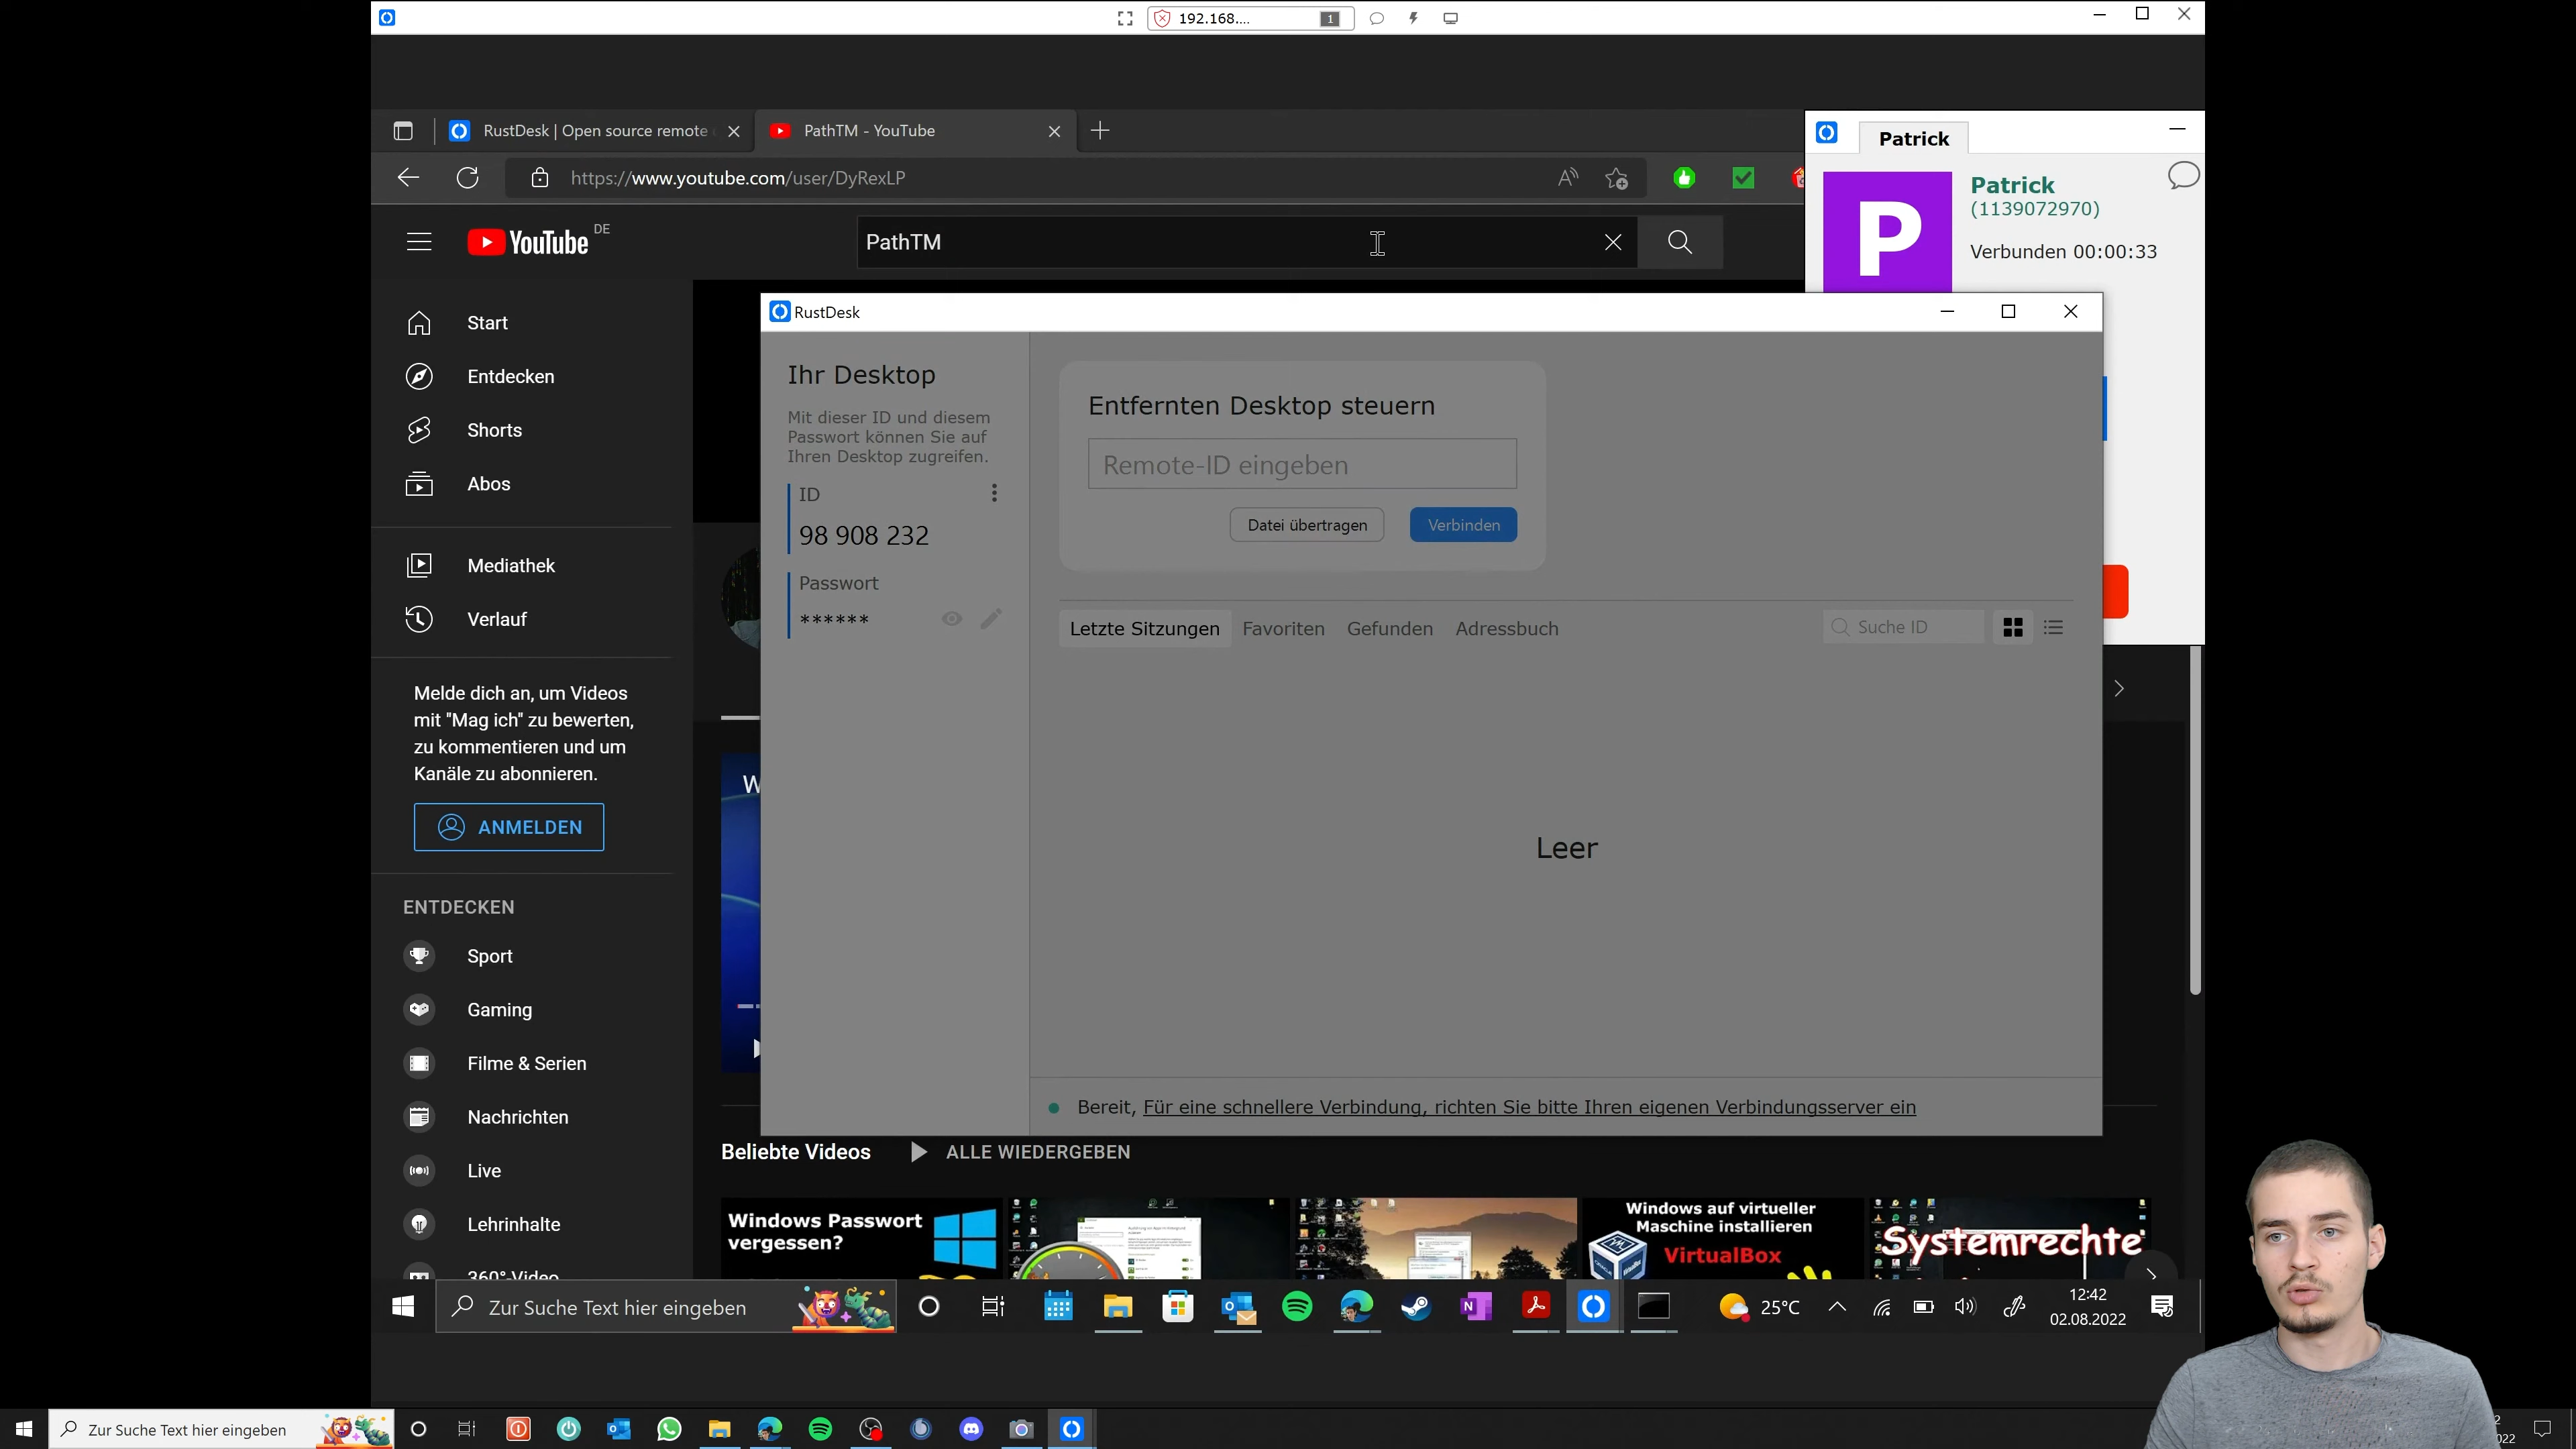 192.168.... 1
RustDesk | Open source remote
PathTM - YouTube
Patrick
https://www.youtube.com/user/DyRexLP
P
Patrick
(1139072970)
Verbunden 00:00:33
YouTube DE
PathTM
Start
Entdecken
Shorts
Abos
Mediathek
Verlauf
Melde dich an, um Videos
mit "Mag ich" zu bewerten,
zu kommentieren und um
Kanäle zu abonnieren.
ANMELDEN
ENTDECKEN
Sport
Gaming
Filme & Serien
Nachrichten
Live
Lehrinhalte
360°-Video
RustDesk
Ihr Desktop
Mit dieser ID und diesem
Passwort können Sie auf
Ihren Desktop zugreifen.
ID
98 908 232
Passwort
******
Entfernten Desktop steuern
Remote-ID eingeben
Datei übertragen
Verbinden
Letzte Sitzungen Favoriten Gefunden Adressbuch
Suche ID
Leer
Bereit, Für eine schnellere Verbindung, richten Sie bitte Ihren eigenen Verbindungsserver ein
Beliebte Videos
ALLE WIEDERGEBEN
Windows Passwort
vergessen?
Windows auf virtueller
Maschine installieren
VirtualBox
Systemrechte
Zur Suche Text hier eingeben
25°C
12:42
02.08.2022
Zur Suche Text hier eingeben